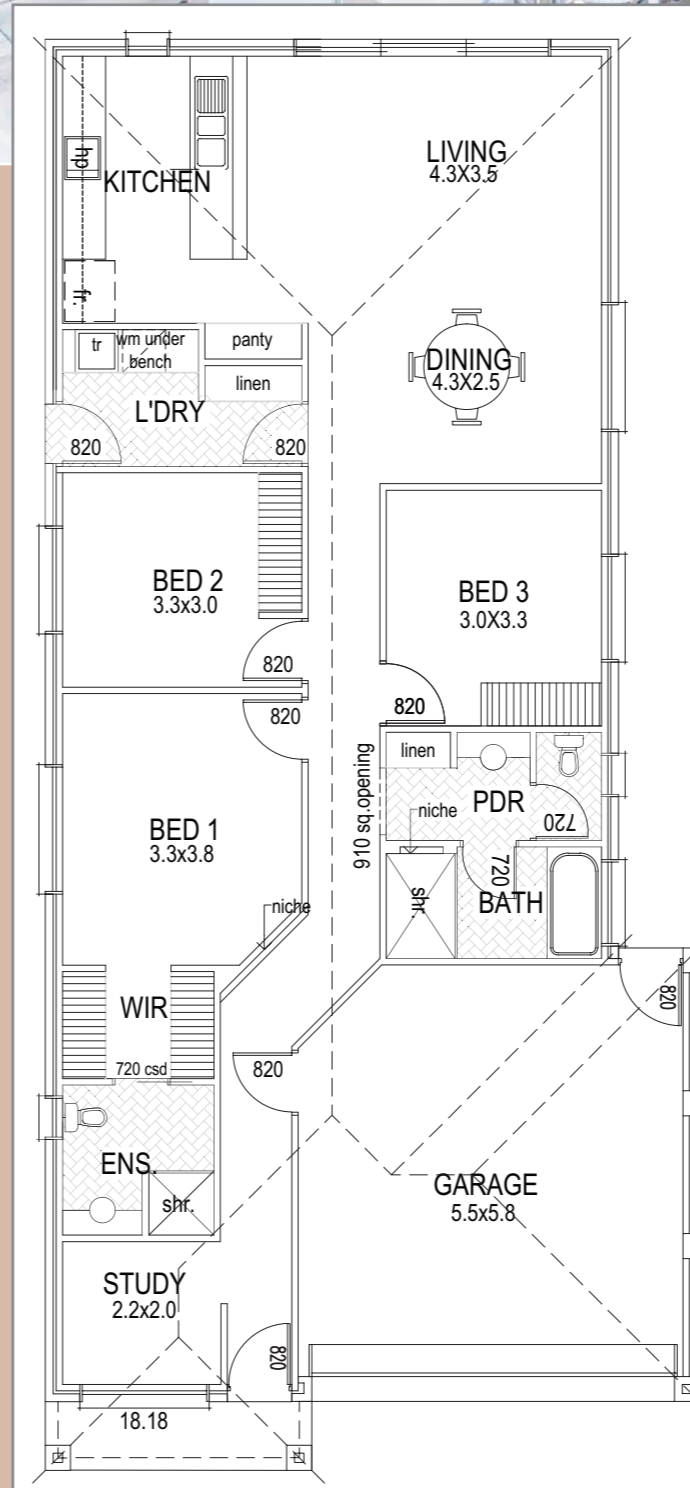 LIVING
4.3X3.5
hp
KITCHEN
fr.
tr
wm under
bench
panty
linen
DINING
4.3X2.5
L'DRY
820
820
BED 2
3.3x3.0
BED 3
3.0X3.3
820
820
820
910 sq.opening
linen
PDR
niche
720
720
BED 1
3.3x3.8
shr.
BATH
niche
WIR
820
720 csd
820
ENS.
shr.
GARAGE
5.5x5.8
STUDY
2.2x2.0
820
18.18